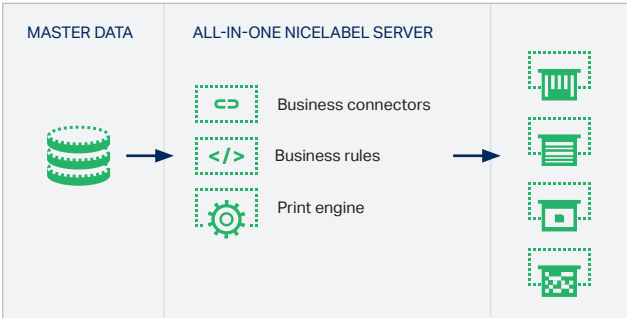 MASTER DATA
ALL-IN-ONE NICELABEL SERVER
Business connectors
</> Business rules
Print engine